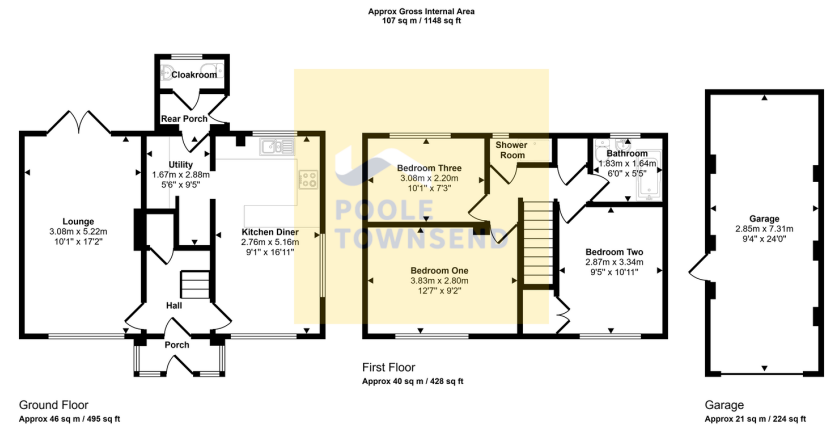 Approx Gross Internal Area
107 sq m / 1148 sq ft
Cloakroom
Rear Porch
Utility
1.67m x 2.88m
5'6" x 9'5"
Lounge
3.08m x 5.22m
10'1" x 17'2"
Kitchen Diner
2.76m x 5.16m
9'1" x 16'11"
Hall
Porch
Ground Floor
Approx 46 sq m / 495 sq ft
Shower
Room
Bathroom
1.83m x 1.64m
6'0" x 5'5"
Bedroom Three
3.08m x 2.20m
10'1" x 7'3"
POOLE
TOWNSEND
Bedroom One
3.83m x 2.80m
12'7" x 9'2"
Bedroom Two
2.87m x 3.34m
9'5" x 10'11"
First Floor
Approx 40 sq m / 428 sq ft
Garage
2.85m x 7.31m
9'4" x 24'0"
Garage
Approx 21 sq m / 224 sq ft